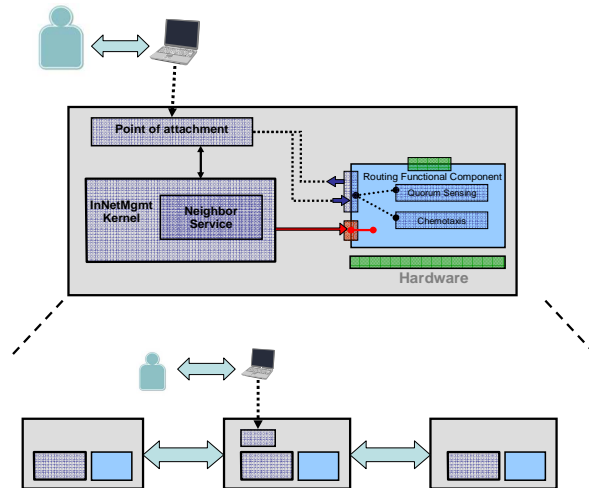 Point of attachment
Routing Functional Component
Quorum Sensing
InNetMgmt
Kernel
Neighbor
Service
Chemotaxis
Hardware